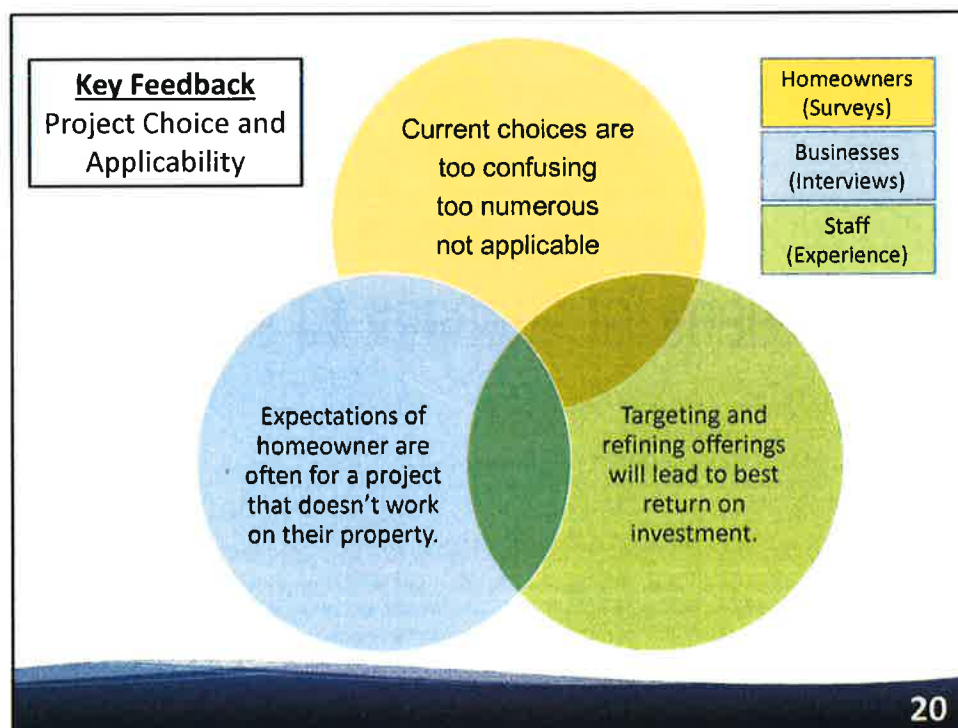 Key Feedback
Project Choice and
Applicability
Current choices are
too confusing
too numerous
not applicable
Homeowners
(Surveys)
Businesses
(Interviews)
Staff
(Experience)
Expectations of
homeowner are
often for a project
that doesn't work
on their property.
Targeting and
refining offerings
will lead to best
return on
investment.
20